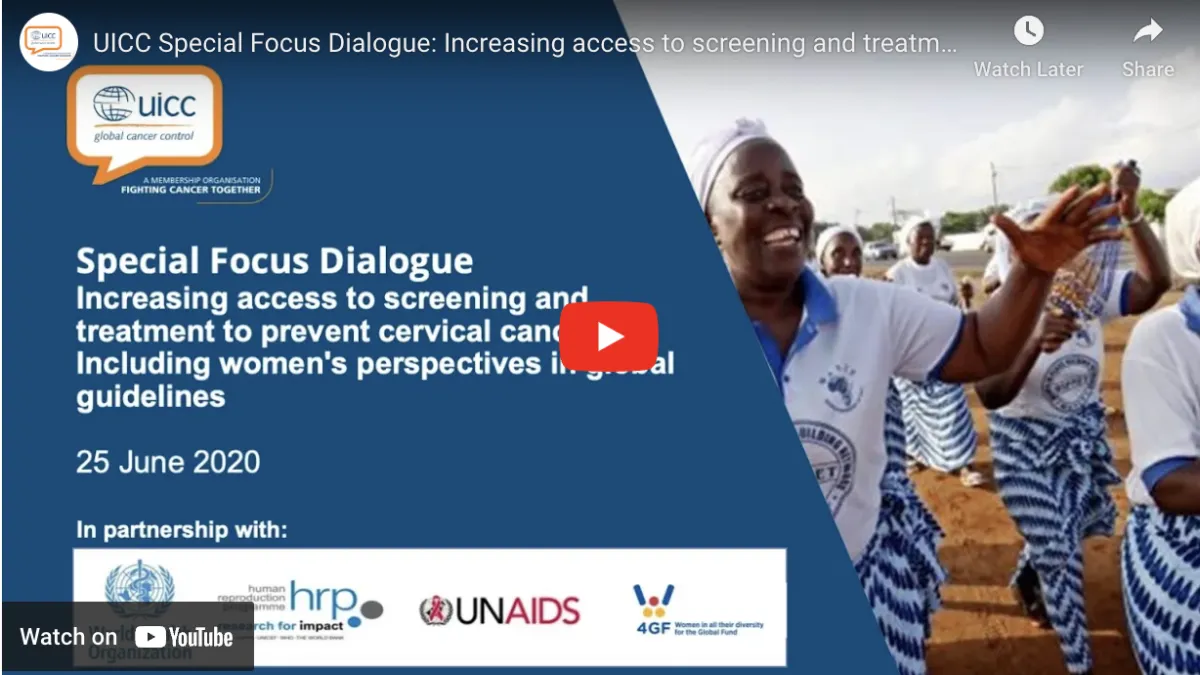 UICC Special Focus Dialogue: Increasing access to screening and treatm...
Watch Later
Share
uicc
global cancer control
A MEMBERSHIP ORGANISATION
FIGHTING CANCER TOGETHER
Special Focus Dialogue
Increasing access to screening and
treatment to prevent cervical
Including women's perspectives in global
guidelines
25 June 2020
In partnership with:
human
reproduction
programme
hrp
research for impact
UNAIDS
4GF
Women in all their diversity
for the Global Fund
Organization
Watch on YouTube
BUILDING NETWORK